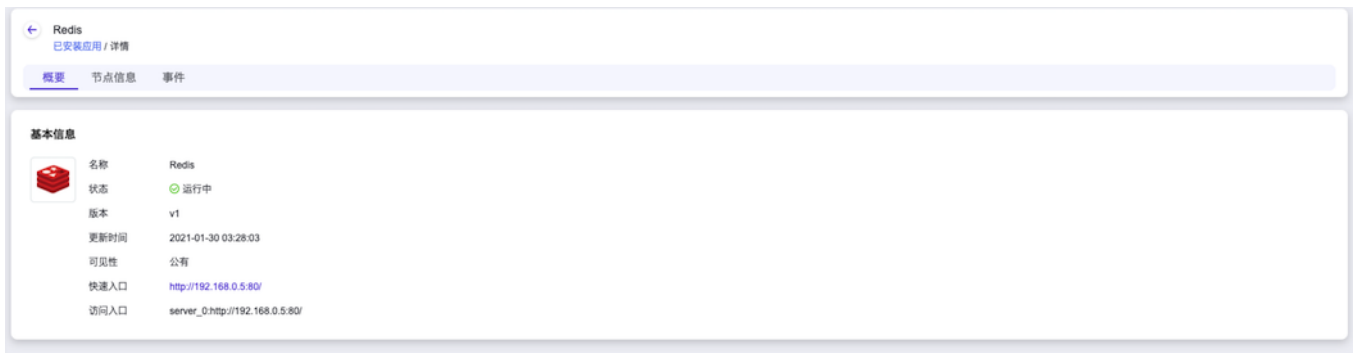 Redis
已安装应用 / 详情
概要 节点信息 事件
基本信息
名称 Redis
状态 运行中
版本 v1
更新时间 2021-01-30 03:28:03
可见性 公有
快速入口 http://192.168.0.5:80/
访问入口 server_0:http://192.168.0.5:80/